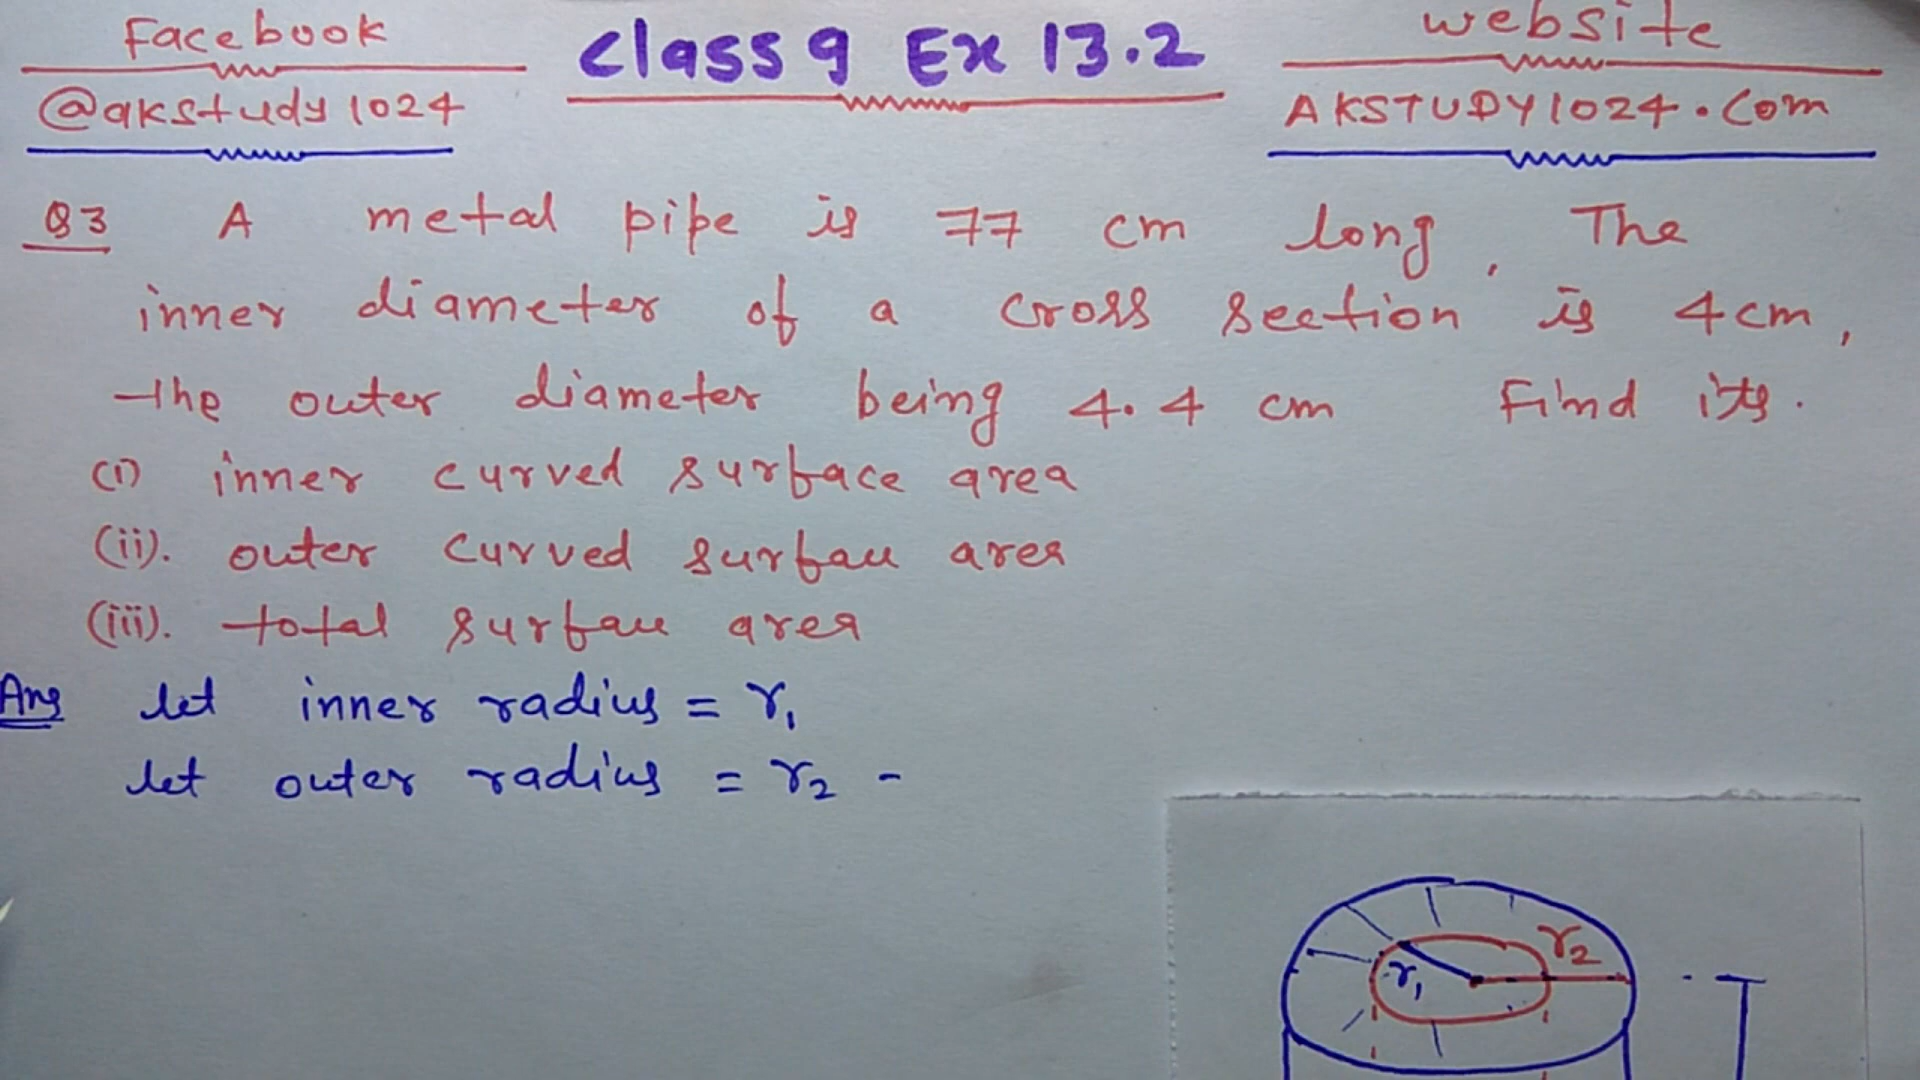 Facebook
@akstudy 1024
Class 9 Ex 13.2
website
AKSTUDY1024.Com
Q3 A metal pipe is 77 cm long. The
inner diameter of a cross section is 4cm,
the outer diameter being 4.4 cm Find its.
(i) inner curved surface area
(ii). outer curved surface area
(iii). total surface area
Ans let inner radius = r₁
let outer radius = r₂ -
r₂
r₁